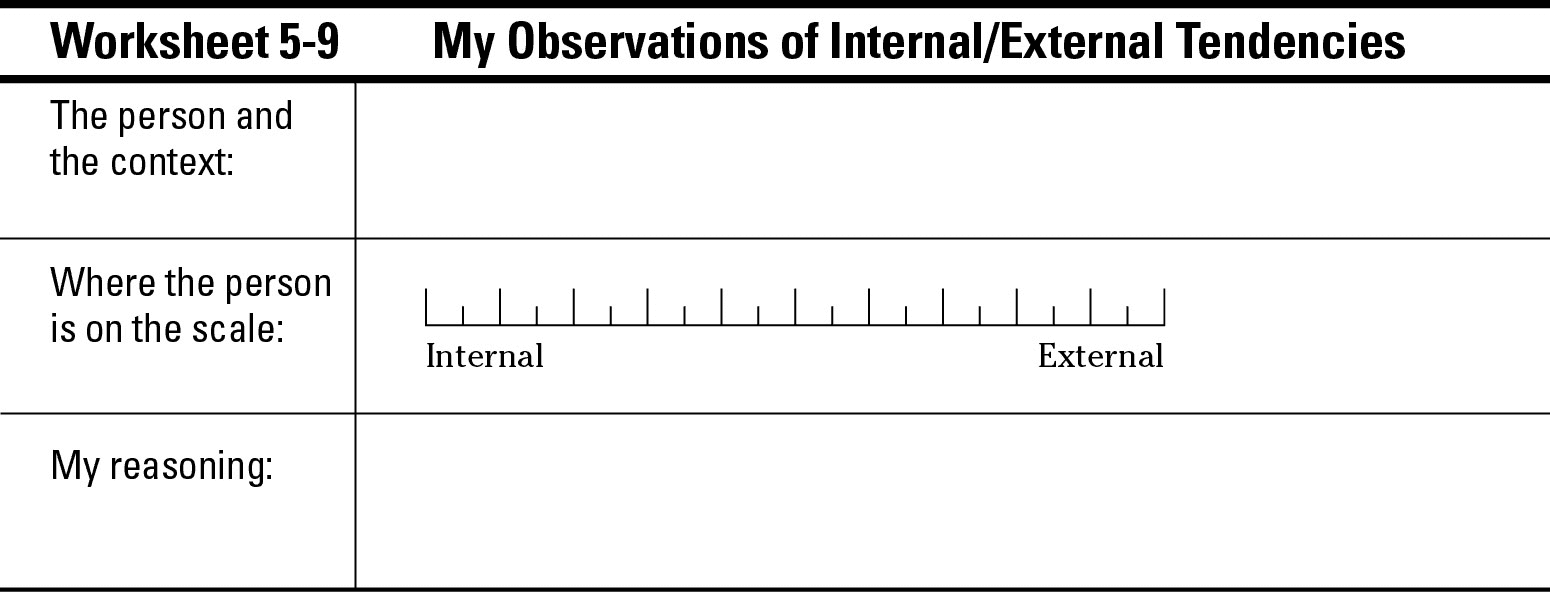 Worksheet 5-9 My Observations of Internal/External Tendencies
The person and
the context:
Where the person
is on the scale:
Internal External
My reasoning: